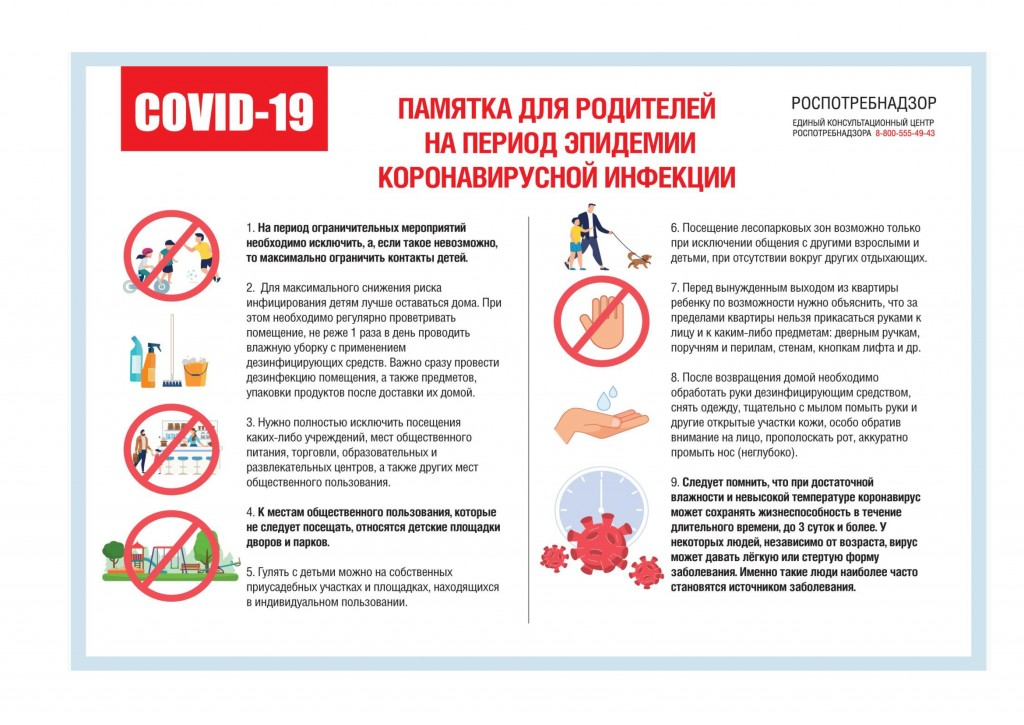 COVID-19
ПАМЯТКА ДЛЯ РОДИТЕЛЕЙ
НА ПЕРИОД ЭПИДЕМИИ
КОРОНАВИРУСНОЙ ИНФЕКЦИИ
РОСПОТРЕБНАДЗОР
ЕДИНЫЙ КОНСУЛЬТАЦИОННЫЙ ЦЕНТР
РОСПОТРЕБНАДЗОРА 8-800-555-49-43
1. На период ограничительных мероприятий
необходимо исключить, а, если такое невозможно,
то максимально ограничить контакты детей.
2. Для максимального снижения риска
инфицирования детям лучше оставаться дома. При
этом необходимо регулярно проветривать
помещение, не реже 1 раза в день проводить
влажную уборку с применением
дезинфицирующих средств. Важно сразу провести
дезинфекцию помещения, а также предметов,
упаковки продуктов после доставки их домой.
3. Нужно полностью исключить посещения
каких-либо учреждений, мест общественного
питания, торговли, образовательных и
развлекательных центров, а также других мест
общественного пользования.
4. К местам общественного пользования, которые
не следует посещать, относятся детские площадки
дворов и парков.
5. Гулять с детьми можно на собственных
приусадебных участках и площадках, находящихся
в индивидуальном пользовании.
6. Посещение лесопарковых зон возможно только
при исключении общения с другими взрослыми и
детьми, при отсутствии вокруг других отдыхающих.
7. Перед вынужденным выходом из квартиры
ребенку по возможности нужно объяснить, что за
пределами квартиры нельзя прикасаться руками к
лицу и к каким-либо предметам: дверным ручкам,
поручням и перилам, стенам, кнопкам лифта и др.
8. После возвращения домой необходимо
обработать руки дезинфицирующим средством,
снять одежду, тщательно с мылом помыть руки и
другие открытые участки кожи, особо обратив
внимание на лицо, прополоскать рот, аккуратно
промыть нос (неглубоко).
9. Следует помнить, что при достаточной
влажности и невысокой температуре коронавирус
может сохранять жизнеспособность в течение
длительного времени, до 3 суток и более. У
некоторых людей, независимо от возраста, вирус
может давать лёгкую или стертую форму
заболевания. Именно такие люди наиболее часто
становятся источником заболевания.